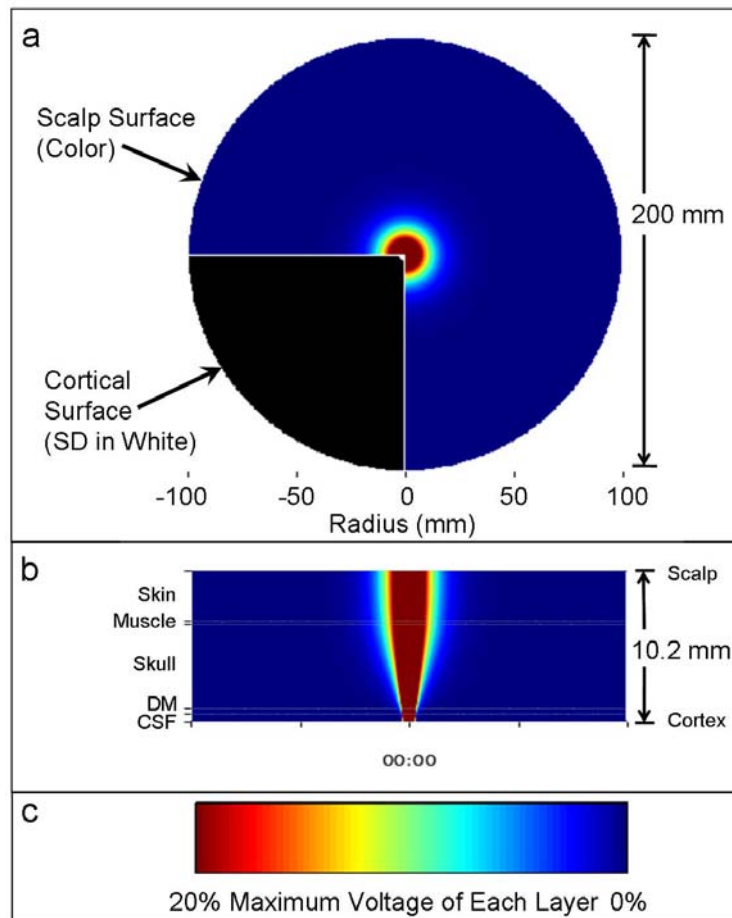 a
Scalp Surface
(Color)
200 mm
Cortical
Surface
(SD in White)
-100 -50 0 50 100
Radius (mm)
b
Skin
Muscle
Skull
DM
CSF
Scalp
10.2 mm
Cortex
00:00
c
20% Maximum Voltage of Each Layer 0%